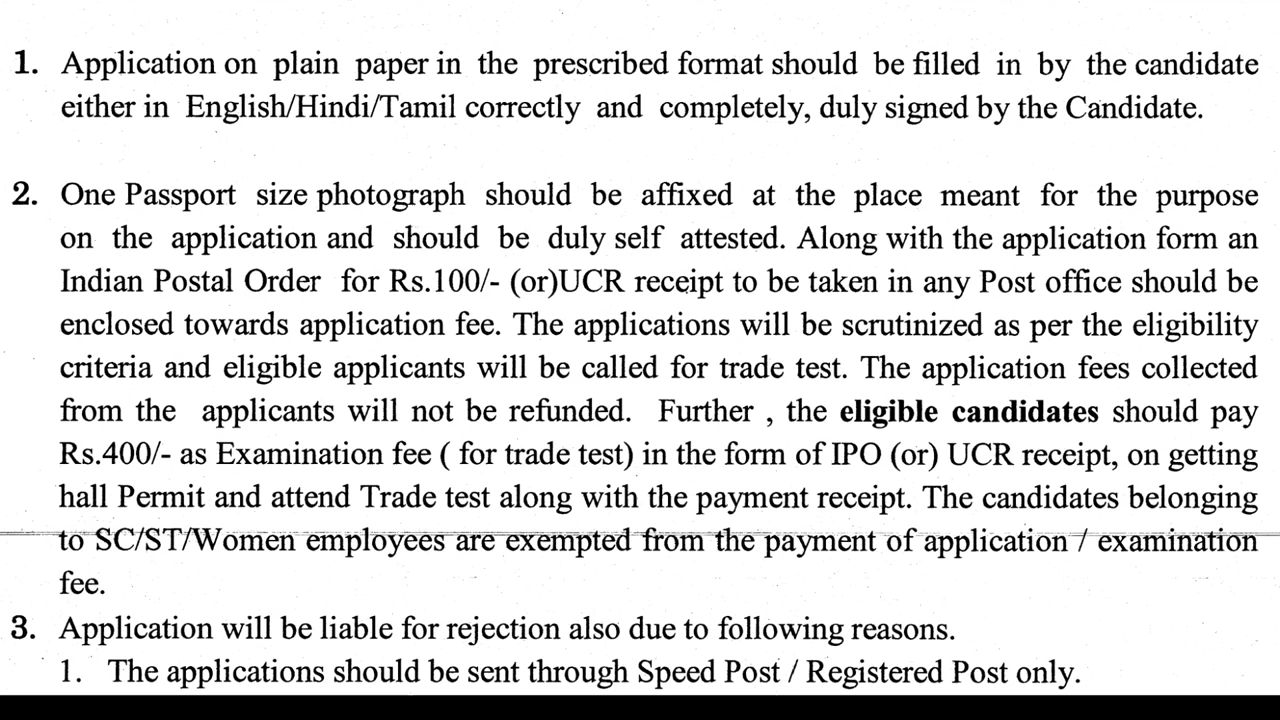 1. Application on plain paper in the prescribed format should be filled in by the candidate
either in English/Hindi/Tamil correctly and completely, duly signed by the Candidate.
2. One Passport size photograph should be affixed at the place meant for the purpose
on the application and should be duly self attested. Along with the application form an
Indian Postal Order for Rs.100/- (or)UCR receipt to be taken in any Post office should be
enclosed towards application fee. The applications will be scrutinized as per the eligibility
criteria and eligible applicants will be called for trade test. The application fees collected
from the applicants will not be refunded. Further , the eligible candidates should pay
Rs.400/- as Examination fee ( for trade test) in the form of IPO (or) UCR receipt, on getting
hall Permit and attend Trade test along with the payment receipt. The candidates belonging
to SC/ST/Women employees are exempted from the payment of application / examination
fee.
3. Application will be liable for rejection also due to following reasons.
1. The applications should be sent through Speed Post / Registered Post only.